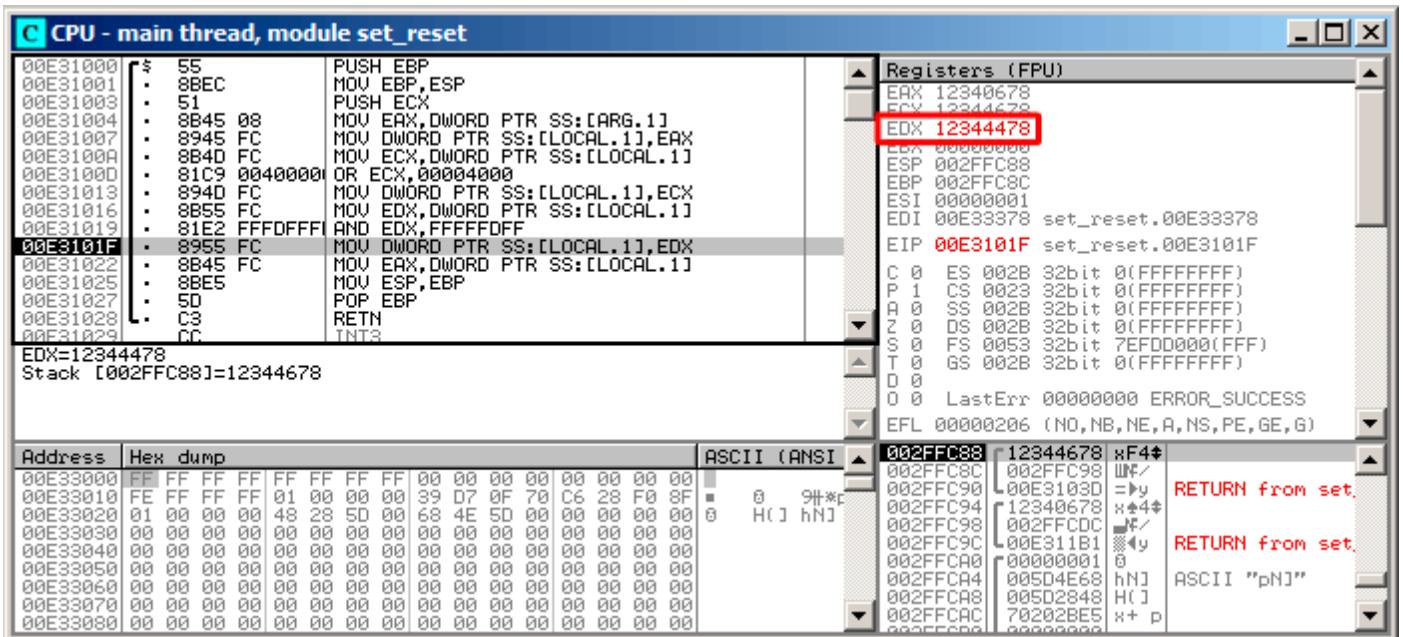 C CPU - main thread, module set_reset
00E31000 $ 55 PUSH EBP
00E31001 . 8BEC MOV EBP,ESP
00E31003 . 51 PUSH ECX
00E31004 . 8B45 08 MOV EAX,DWORD PTR SS:[ARG.1]
00E31007 . 8945 FC MOV DWORD PTR SS:[LOCAL.1],EAX
00E3100A . 8B4D FC MOV ECX,DWORD PTR SS:[LOCAL.1]
00E3100D . 81C9 00400000 OR ECX,00004000
00E31013 . 894D FC MOV DWORD PTR SS:[LOCAL.1],ECX
00E31016 . 8B55 FC MOV EDX,DWORD PTR SS:[LOCAL.1]
00E31019 . 81E2 FFFDFFFF AND EDX,FFFFFDFF
00E3101F . 8955 FC MOV DWORD PTR SS:[LOCAL.1],EDX
00E31022 . 8B45 FC MOV EAX,DWORD PTR SS:[LOCAL.1]
00E31025 . 8BE5 MOV ESP,EBP
00E31027 . 5D POP EBP
00E31028 . C3 RETN
00E31029 CC INT3
EDX=12344478
Stack [002FFC88]=12344678
Registers (FPU)
EAX 12340678
ECX 12344678
EDX 12344478
EBX 00000000
ESP 002FFC88
EBP 002FFC8C
ESI 00000001
EDI 00E33378 set_reset.00E33378
EIP 00E3101F set_reset.00E3101F
C 0 ES 002B 32bit 0(FFFFFFFF)
P 1 CS 0023 32bit 0(FFFFFFFF)
A 0 SS 002B 32bit 0(FFFFFFFF)
Z 0 DS 002B 32bit 0(FFFFFFFF)
S 0 FS 0053 32bit 7EFDD000(FFF)
T 0 GS 002B 32bit 0(FFFFFFFF)
D 0
O 0 LastErr 00000000 ERROR_SUCCESS
EFL 00000206 (NO,NB,NE,A,NS,PE,GE,G)
Address Hex dump ASCII (ANSI
00E33000 FF FF FF FF FF FF FF FF 00 00 00 00 00 00 00 00
00E33010 FE FF FF FF 01 00 00 00 39 D7 0F 70 C6 28 F0 8F
00E33020 01 00 00 00 48 28 5D 00 68 4E 5D 00 00 00 00 00 H(] hN]
00E33030 00 00 00 00 00 00 00 00 00 00 00 00 00 00 00 00
00E33040 00 00 00 00 00 00 00 00 00 00 00 00 00 00 00 00
00E33050 00 00 00 00 00 00 00 00 00 00 00 00 00 00 00 00
00E33060 00 00 00 00 00 00 00 00 00 00 00 00 00 00 00 00
00E33070 00 00 00 00 00 00 00 00 00 00 00 00 00 00 00 00
00E33080 00 00 00 00 00 00 00 00 00 00 00 00 00 00 00 00
002FFC88 12344678 xF4↕
002FFC8C 002FFC98
002FFC90 00E3103D RETURN from set
002FFC94 12340678 x♠4↕
002FFC98 002FFCDC
002FFC9C 00E311B1 RETURN from set
002FFCA0 00000001
002FFCA4 005D4E68 hN] ASCII "pN]"
002FFCA8 005D2848 H(]
002FFCAC 70202BE5 x+ p